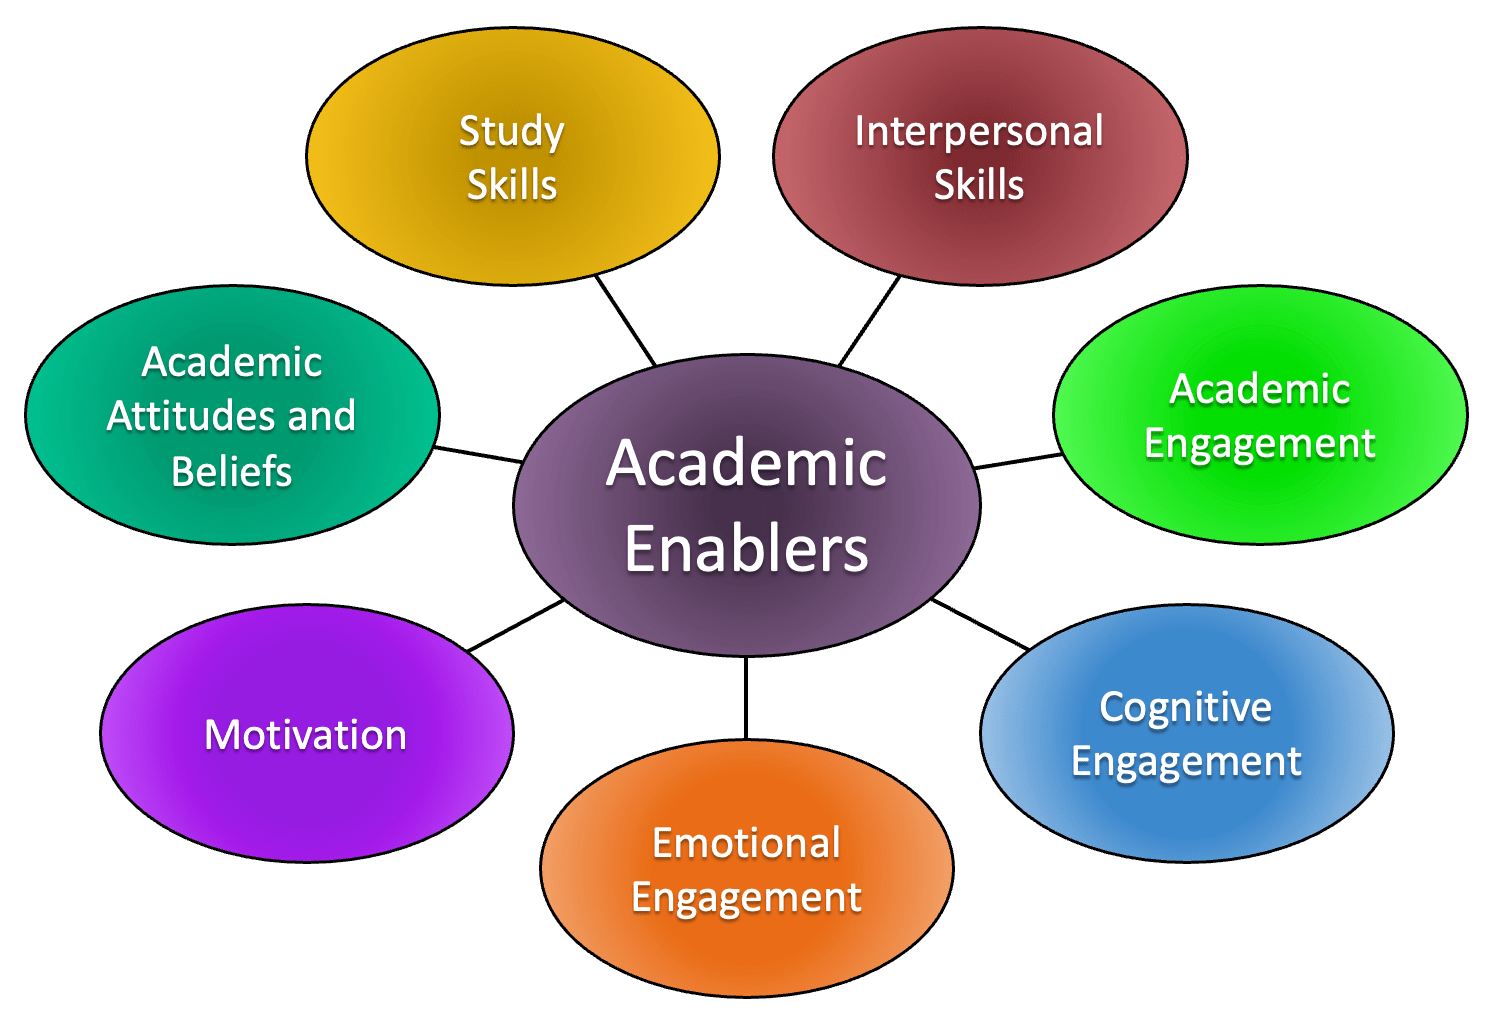 Study
Skills
Interpersonal
Skills
Academic
Attitudes and
Beliefs
Academic
Engagement
Academic
Enablers
Motivation
Cognitive
Engagement
Emotional
Engagement